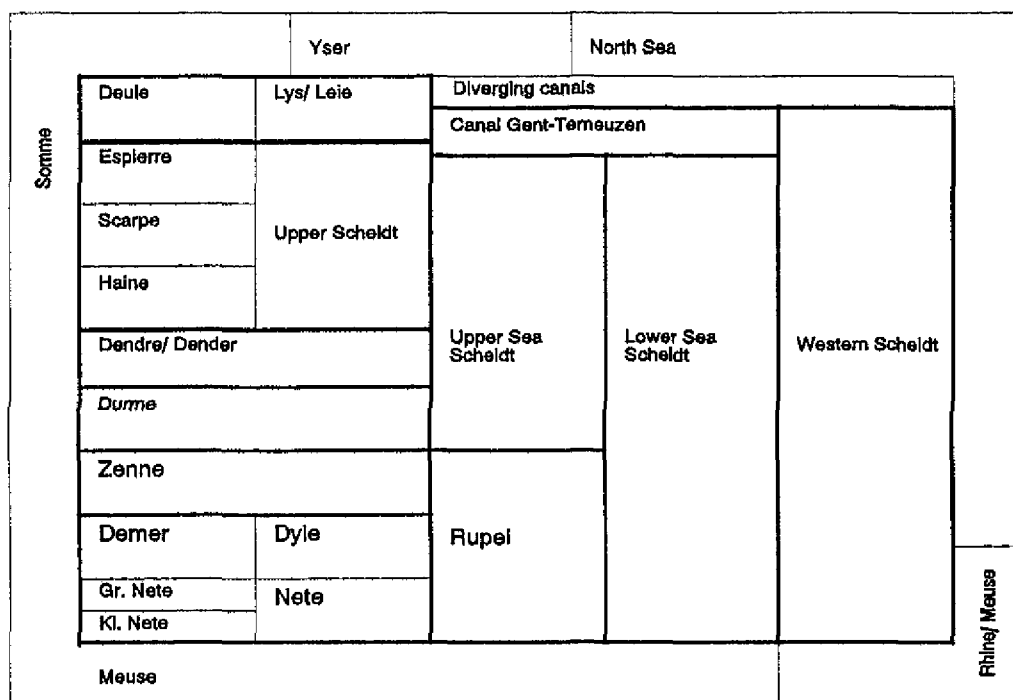 Yser
North Sea
Somme
Deule
Lys/ Leie
Diverging canals
Canal Gent-Terneuzen
Espierre
Scarpe
Upper Scheldt
Haine
Dendre/ Dender
Upper Sea
Scheldt
Lower Sea
Scheldt
Western Scheldt
Durme
Zenne
Demer
Dyle
Rupel
Gr. Nete
Nete
Kl. Nete
Rhine/ Meuse
Meuse